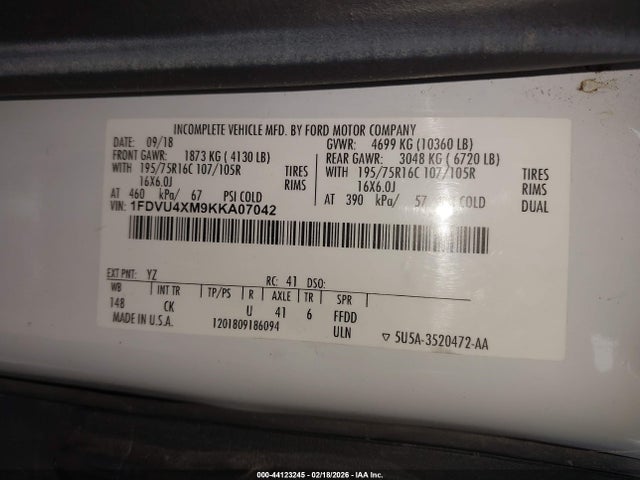 INCOMPLETE VEHICLE MFD. BY FORD MOTOR COMPANY
DATE: 09/18 GVWR: 4699 KG (10360 LB)
FRONT GAWR: 1873 KG ( 4130 LB) REAR GAWR: 3048 KG ( 6720 LB)
WITH 195/75R16C 107/105R TIRES WITH 195/75R16C 107/105R TIRES
16X6.0J RIMS 16X6.0J RIMS
AT 460 kPa/ 67 PSI COLD AT 390 kPa/ 57 PSI COLD DUAL
VIN: 1FDVU4XM9KKA07042
EXT PNT: YZ RC: 41 DSO:
WB INT TR TP/PS R AXLE TR SPR
148 CK U 41 6 FFDD
MADE IN U.S.A. 1201809186094 ULN ▽ 5U5A-3520472-AA
000-44123245 - 02/18/2026 - IAA Inc.